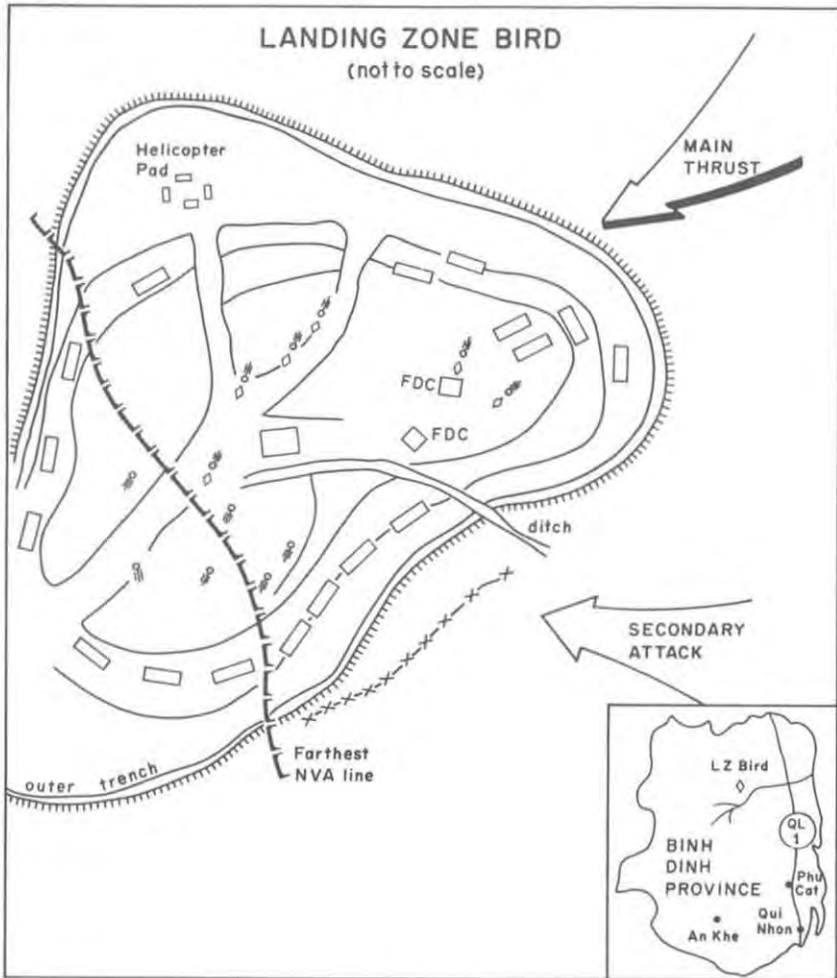 LANDING ZONE BIRD
(not to scale)
Helicopter
Pad
MAIN
THRUST
FDC
FDC
ditch
SECONDARY
ATTACK
Farthest
NVA line
outer trench
LZ Bird
QL
1
BINH
DINH
PROVINCE
Phu
Cat
Qui
Nhon
An Khe